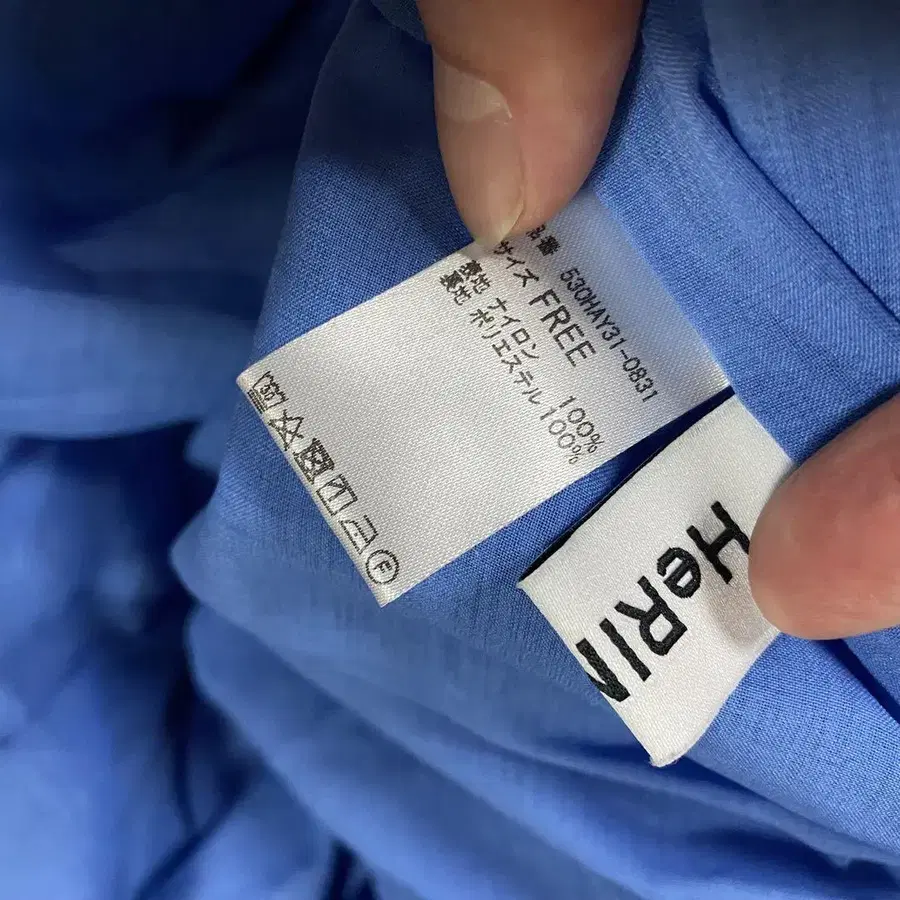 品番 530HAY31-0831
サイズ FREE
表地 ナイロン 100%
裏地 ポリエステル 100%
30
F
H
HeRIN